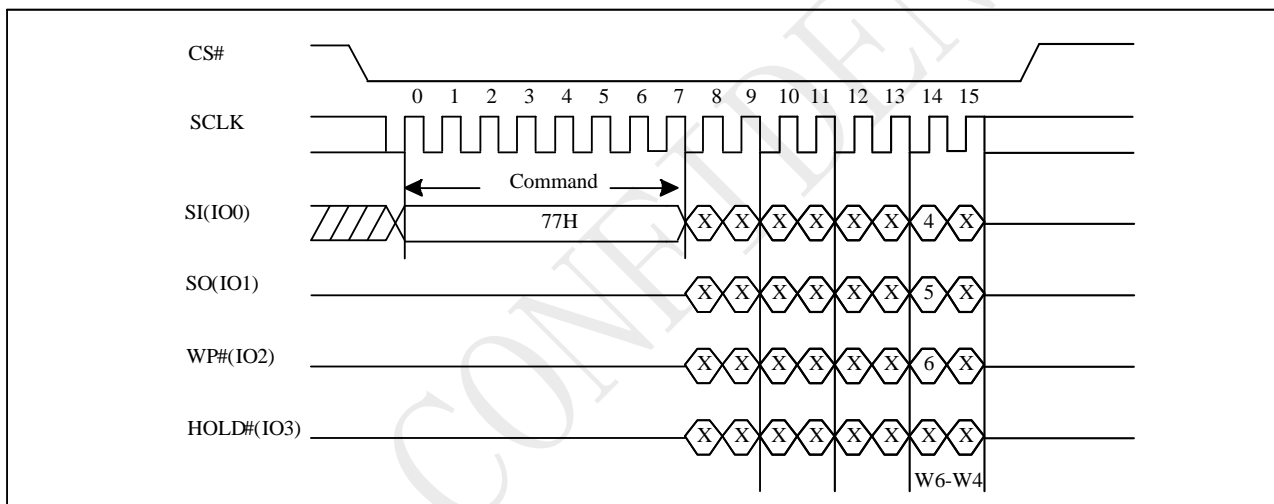 CS#
0 1 2 3 4 5 6 7 8 9 10 11 12 13 14 15
SCLK
Command
SI(IO0) 77H X X X X X X 4 X
SO(IO1) X X X X X X 5 X
WP#(IO2) X X X X X X 6 X
HOLD#(IO3) X X X X X X X X
W6-W4
CONFIDEN